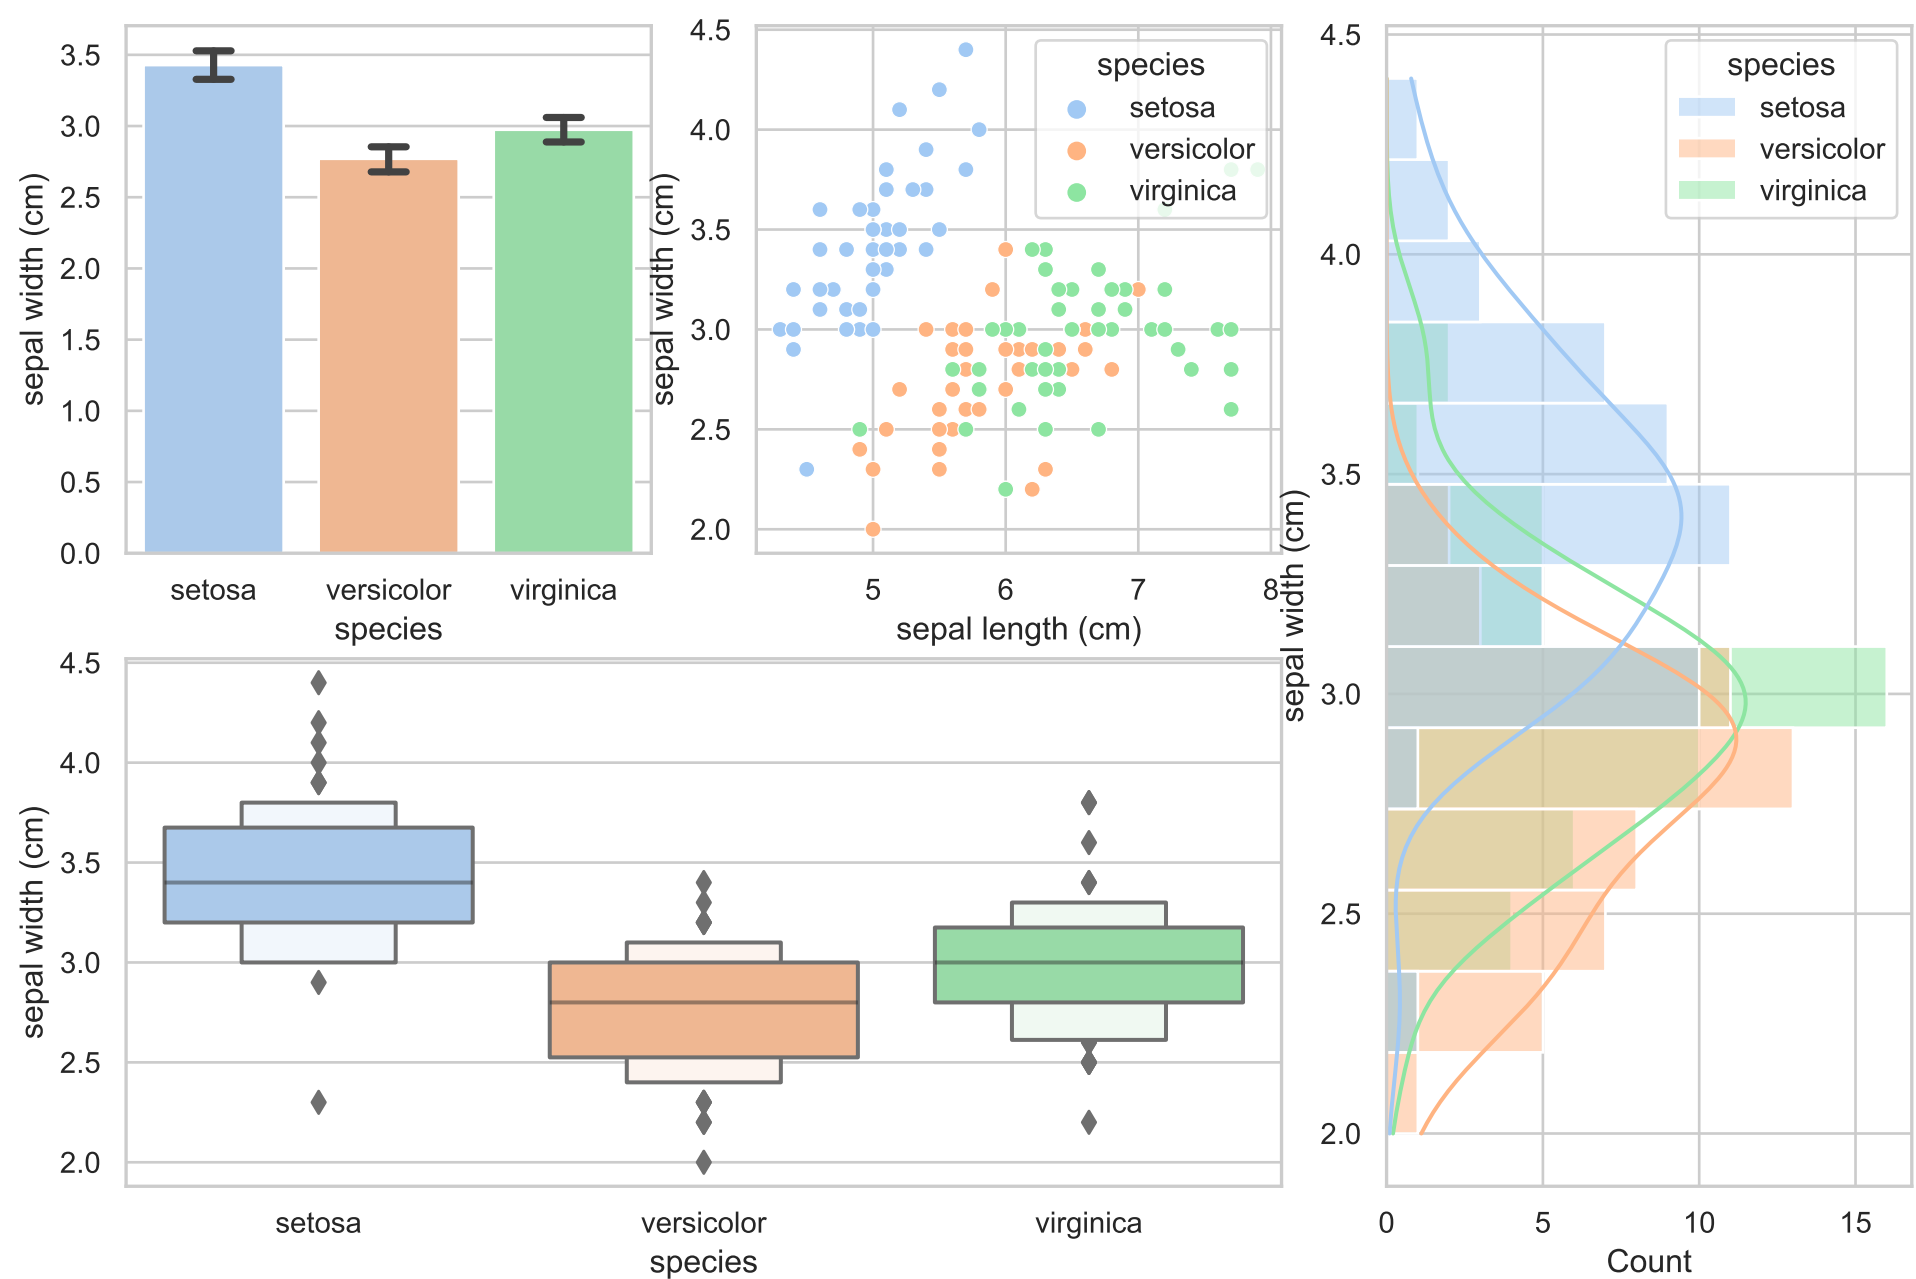 3.5
3.0
2.5
2.0
1.5
1.0
0.5
0.0
sepal width (cm)
setosa versicolor virginica
species
4.5
4.0
3.5
3.0
2.5
2.0
sepal width (cm)
species
setosa
versicolor
virginica
5 6 7 8
sepal length (cm)
4.5
4.0
3.5
3.0
2.5
2.0
sepal width (cm)
species
setosa
versicolor
virginica
0 5 10 15
Count
4.5
4.0
3.5
3.0
2.5
2.0
sepal width (cm)
setosa versicolor virginica
species